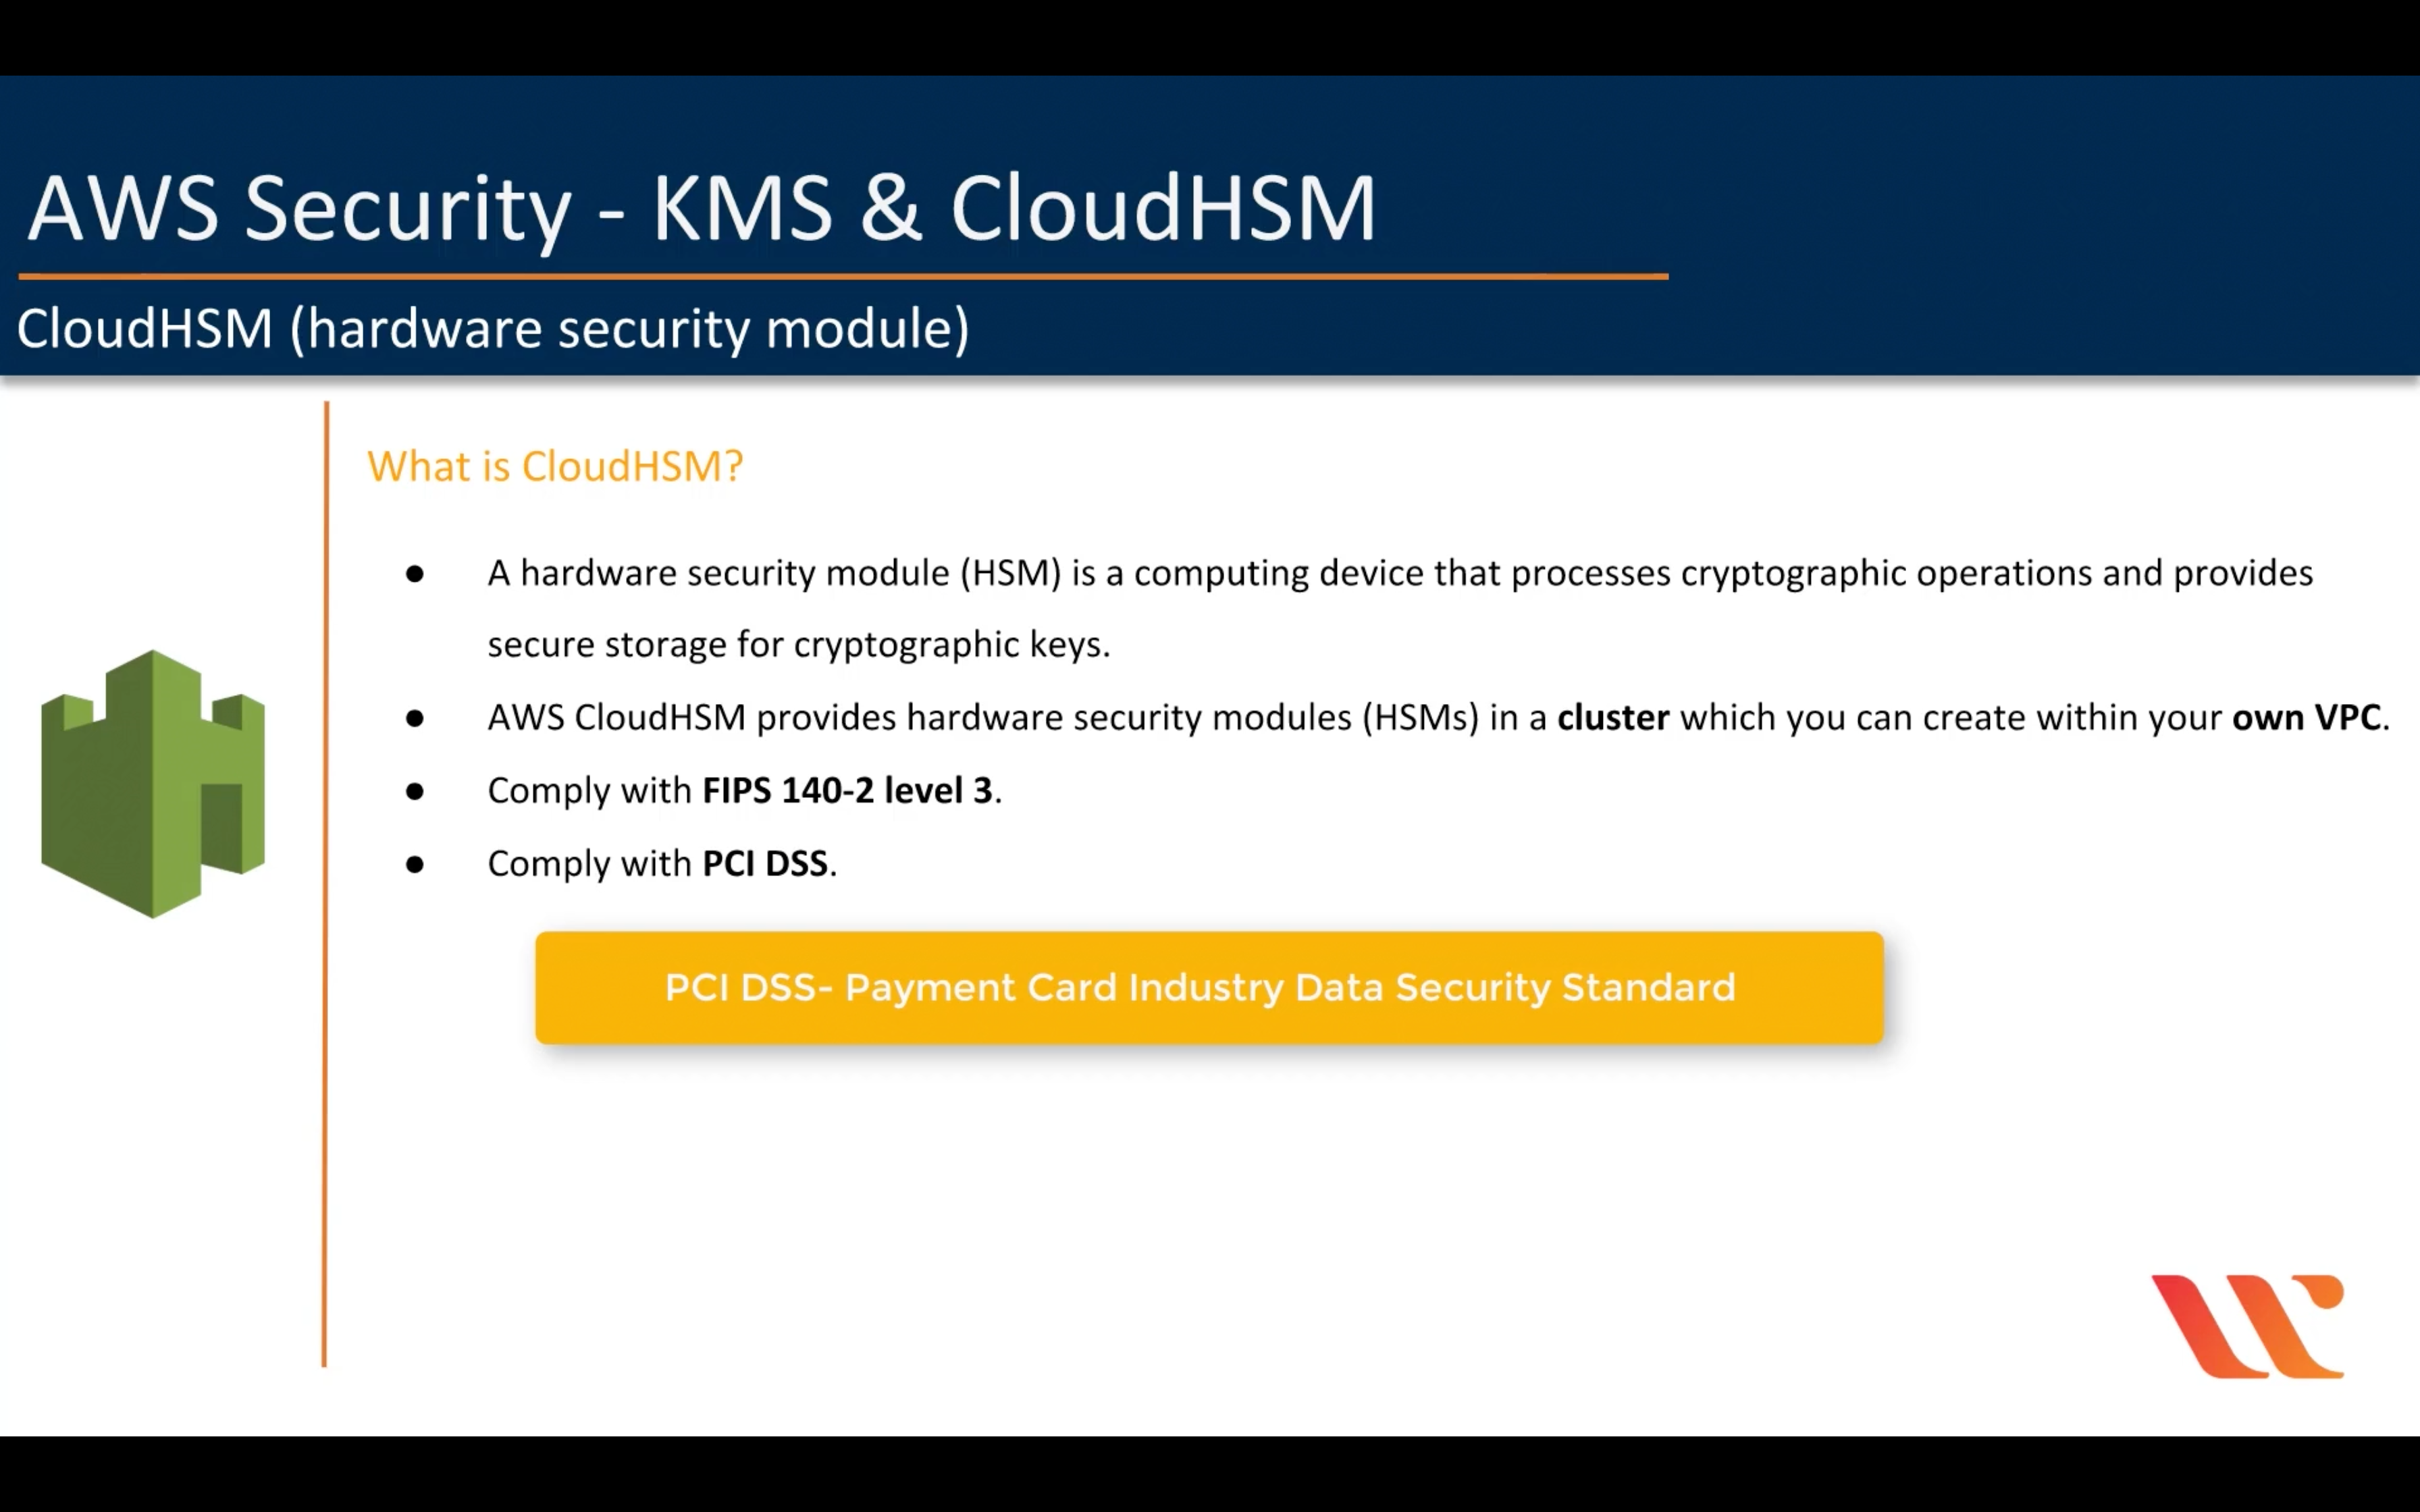 AWS Security - KMS & CloudHSM
CloudHSM (hardware security module)
What is CloudHSM?
● A hardware security module (HSM) is a computing device that processes cryptographic operations and provides
secure storage for cryptographic keys.
● AWS CloudHSM provides hardware security modules (HSMs) in a cluster which you can create within your own VPC.
● Comply with FIPS 140-2 level 3.
● Comply with PCI DSS.
PCI DSS- Payment Card Industry Data Security Standard